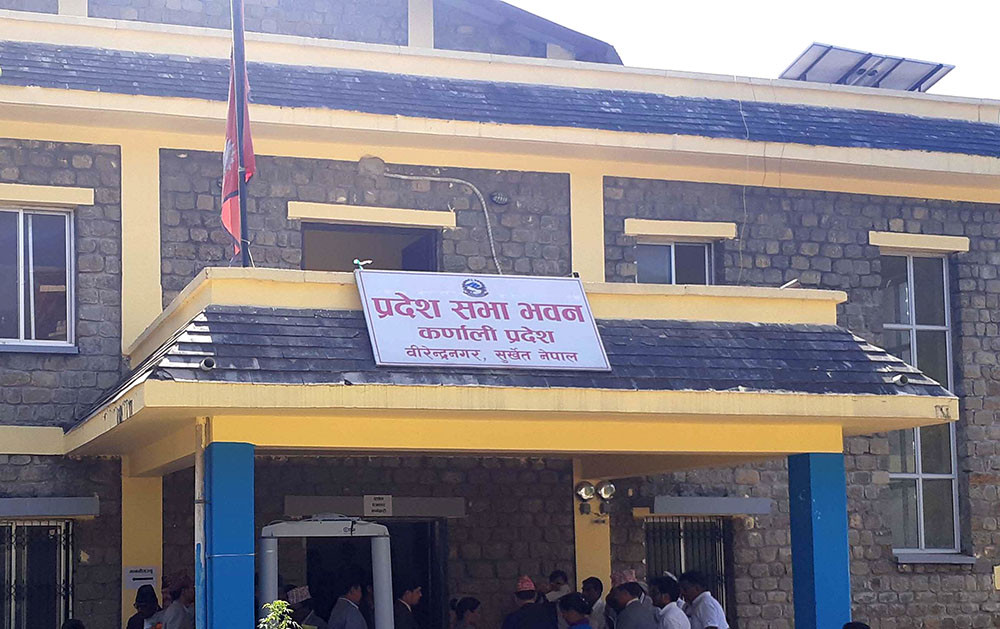 प्रदेश सभा भवन
कर्णाली प्रदेश
वीरेन्द्रनगर, सुर्खेत नेपाल